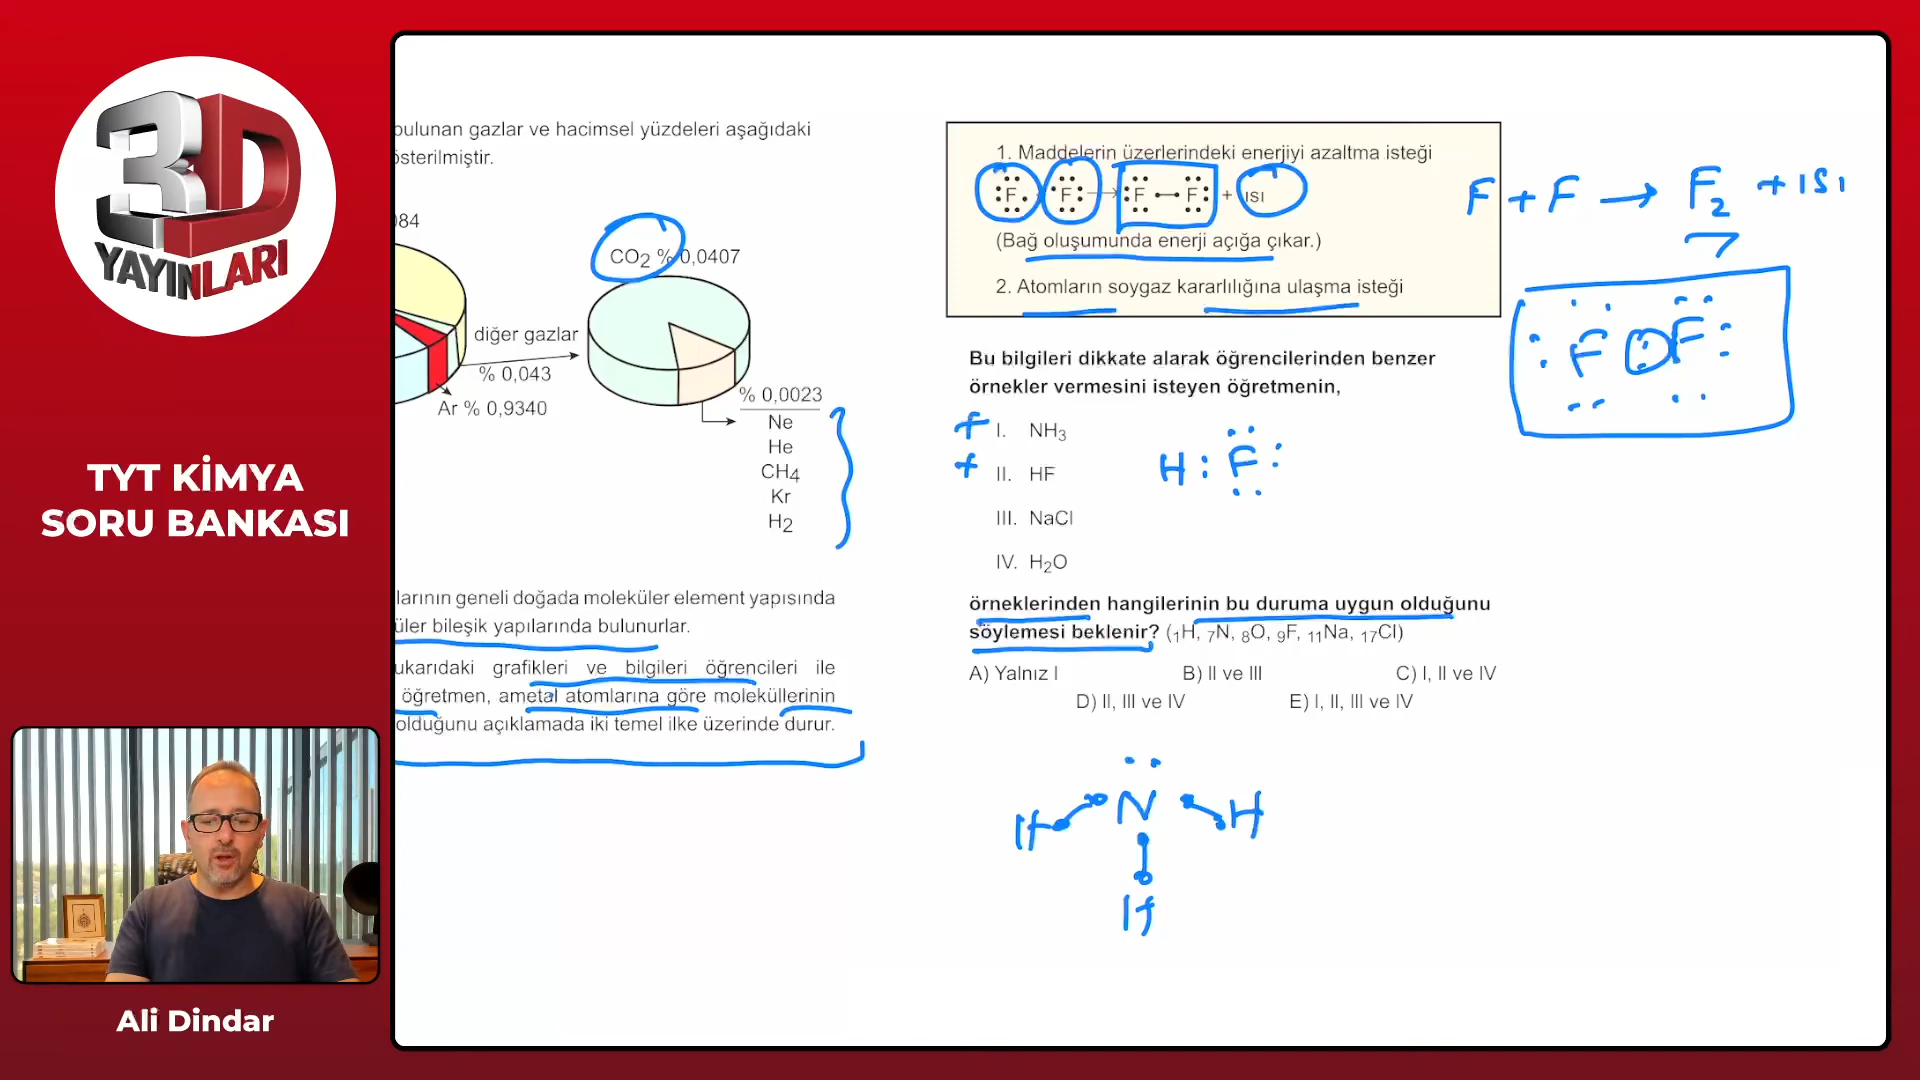 3D
YAYINLARI
TYT KİMYA
SORU BANKASI
Ali Dindar
bulunan gazlar ve hacimsel yüzdeleri aşağıdaki
österilmiştir.
084
CO2 % 0,0407
diğer gazlar
% 0,043
Ar % 0,9340
% 0,0023
Ne
He
CH4
Kr
H2
larının geneli doğada moleküler element yapısında
üler bileşik yapılarında bulunurlar.
ukarıdaki grafikleri ve bilgileri öğrencileri ile
öğretmen, ametal atomlarına göre moleküllerinin
olduğunu açıklamada iki temel ilke üzerinde durur.
1. Maddelerin üzerlerindeki enerjiyi azaltma isteği
F F → F — F + ısı
(Bağ oluşumunda enerji açığa çıkar.)
2. Atomların soygaz kararlılığına ulaşma isteği
Bu bilgileri dikkate alarak öğrencilerinden benzer
örnekler vermesini isteyen öğretmenin,
+ I. NH3
+ II. HF
III. NaCl
IV. H2O
örneklerinden hangilerinin bu duruma uygun olduğunu
söylemesi beklenir? (1H, 7N, 8O, 9F, 11Na, 17Cl)
A) Yalnız I B) II ve III C) I, II ve IV
D) II, III ve IV E) I, II, III ve IV
F + F → F2 + ısı
F : F
H : F :
H N H
H